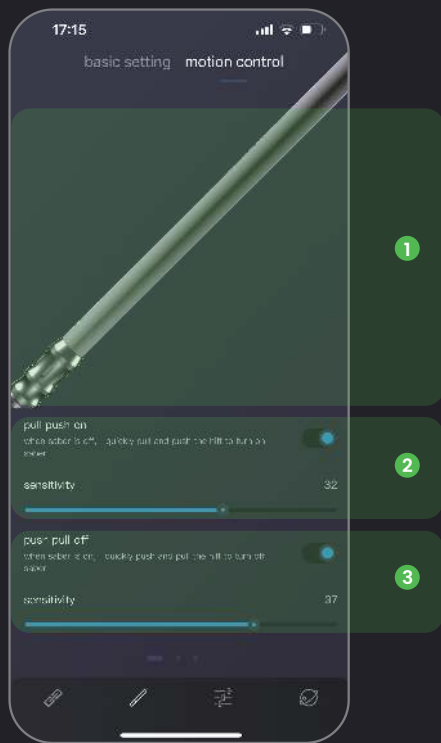 17:15
basic setting motion control
1
pull push on
when saber is off, quickly pull and push the hilt to turn on
saber
2
sensitivity 32
push pull off
when saber is on, quickly push and pull the hilt to turn off
saber
3
sensitivity 37